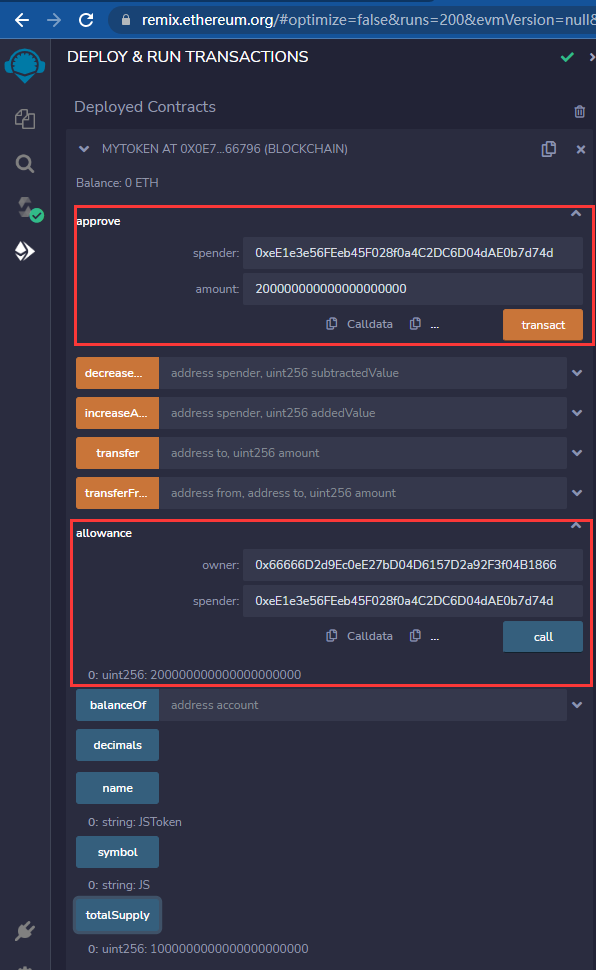 remix.ethereum.org/#optimize=false&runs=200&evmVersion=null&
DEPLOY & RUN TRANSACTIONS
Deployed Contracts
MYTOKEN AT 0X0E7...66796 (BLOCKCHAIN)
Balance: 0 ETH
approve
spender: 0xeE1e3e56FEeb45F028f0a4C2DC6D04dAE0b7d74d
amount: 200000000000000000000
Calldata ... transact
decrease... address spender, uint256 subtractedValue
increaseA... address spender, uint256 addedValue
transfer address to, uint256 amount
transferFr... address from, address to, uint256 amount
allowance
owner: 0x66666D2d9Ec0eE27bD04D6157D2a92F3f04B1866
spender: 0xeE1e3e56FEeb45F028f0a4C2DC6D04dAE0b7d74d
Calldata ... call
0: uint256: 200000000000000000000
balanceOf address account
decimals
name
0: string: JSToken
symbol
0: string: JS
totalSupply
0: uint256: 1000000000000000000000